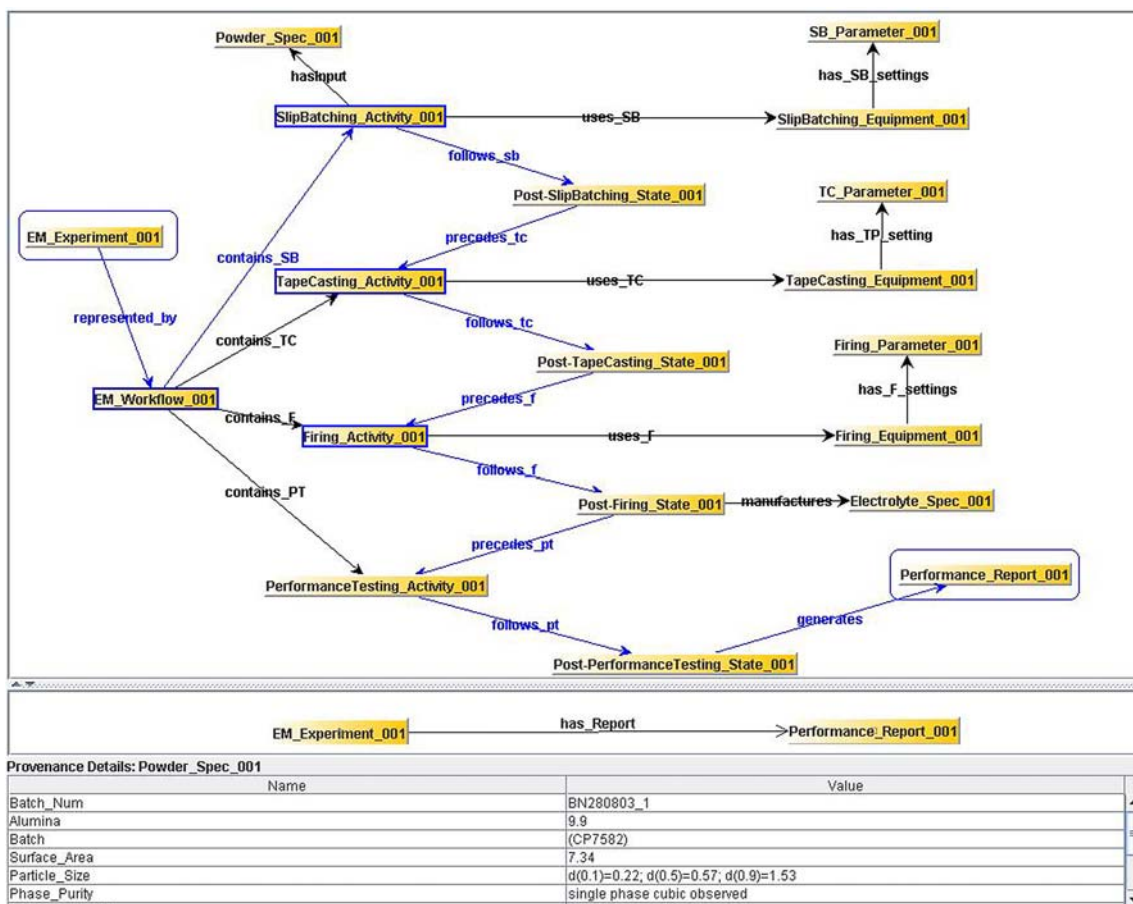 Powder_Spec_001
SB_Parameter_001
hasInput
has_SB_settings
SlipBatching_Activity_001
uses_SB
SlipBatching_Equipment_001
follows_sb
Post-SlipBatching_State_001
TC_Parameter_001
EM_Experiment_001
precedes_tc
has_TP_setting
contains_SB
TapeCasting_Activity_001
uses_TC
TapeCasting_Equipment_001
represented_by
follows_tc
contains_TC
Firing_Parameter_001
Post-TapeCasting_State_001
has_F_settings
EM_Workflow_001
precedes_f
contains_F
Firing_Activity_001
uses_F
Firing_Equipment_001
follows_f
contains_PT
Post-Firing_State_001
manufactures
Electrolyte_Spec_001
precedes_pt
Performance_Report_001
PerformanceTesting_Activity_001
generates
follows_pt
Post-PerformanceTesting_State_001
has_Report
EM_Experiment_001
Performance_Report_001
Provenance Details: Powder_Spec_001
Name Value
Batch_Num BN280803_1
Alumina 9.9
Batch (CP7582)
Surface_Area 7.34
Particle_Size d(0.1)=0.22; d(0.5)=0.57; d(0.9)=1.53
Phase_Purity single phase cubic observed